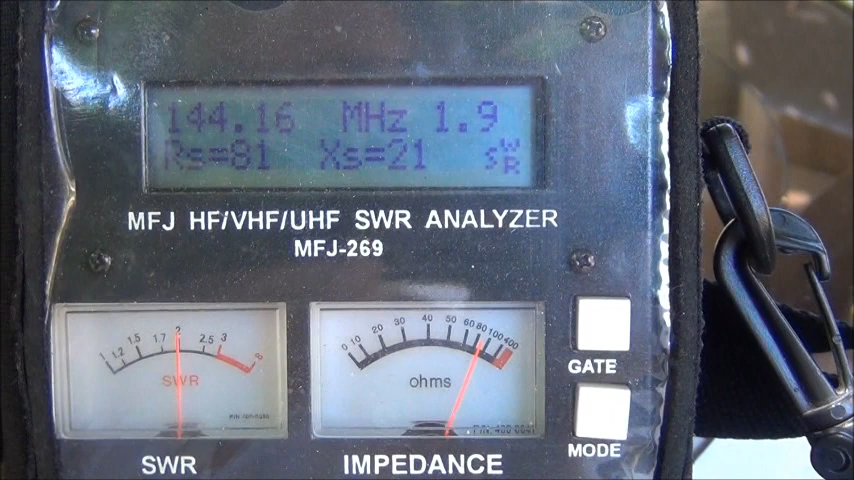 144.16 MHz 1.9
Rs=81 Xs=21 SWR
MFJ HF/VHF/UHF SWR ANALYZER
MFJ-269
1 1.2 1.5 1.7 2 2.5 3 8
SWR
0 10 20 30 40 50 60 80 100 400
ohms
GATE
MODE
SWR
IMPEDANCE